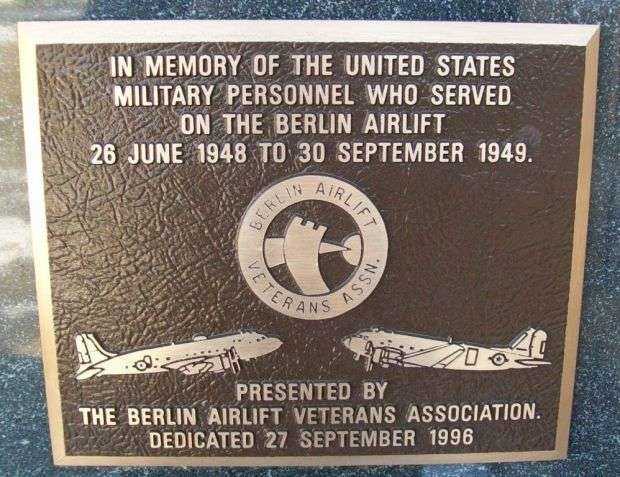 IN MEMORY OF THE UNITED STATES
MILITARY PERSONNEL WHO SERVED
ON THE BERLIN AIRLIFT
26 JUNE 1948 TO 30 SEPTEMBER 1949.
BERLIN AIRLIFT
VETERANS ASSN.
PRESENTED BY
THE BERLIN AIRLIFT VETERANS ASSOCIATION.
DEDICATED 27 SEPTEMBER 1996